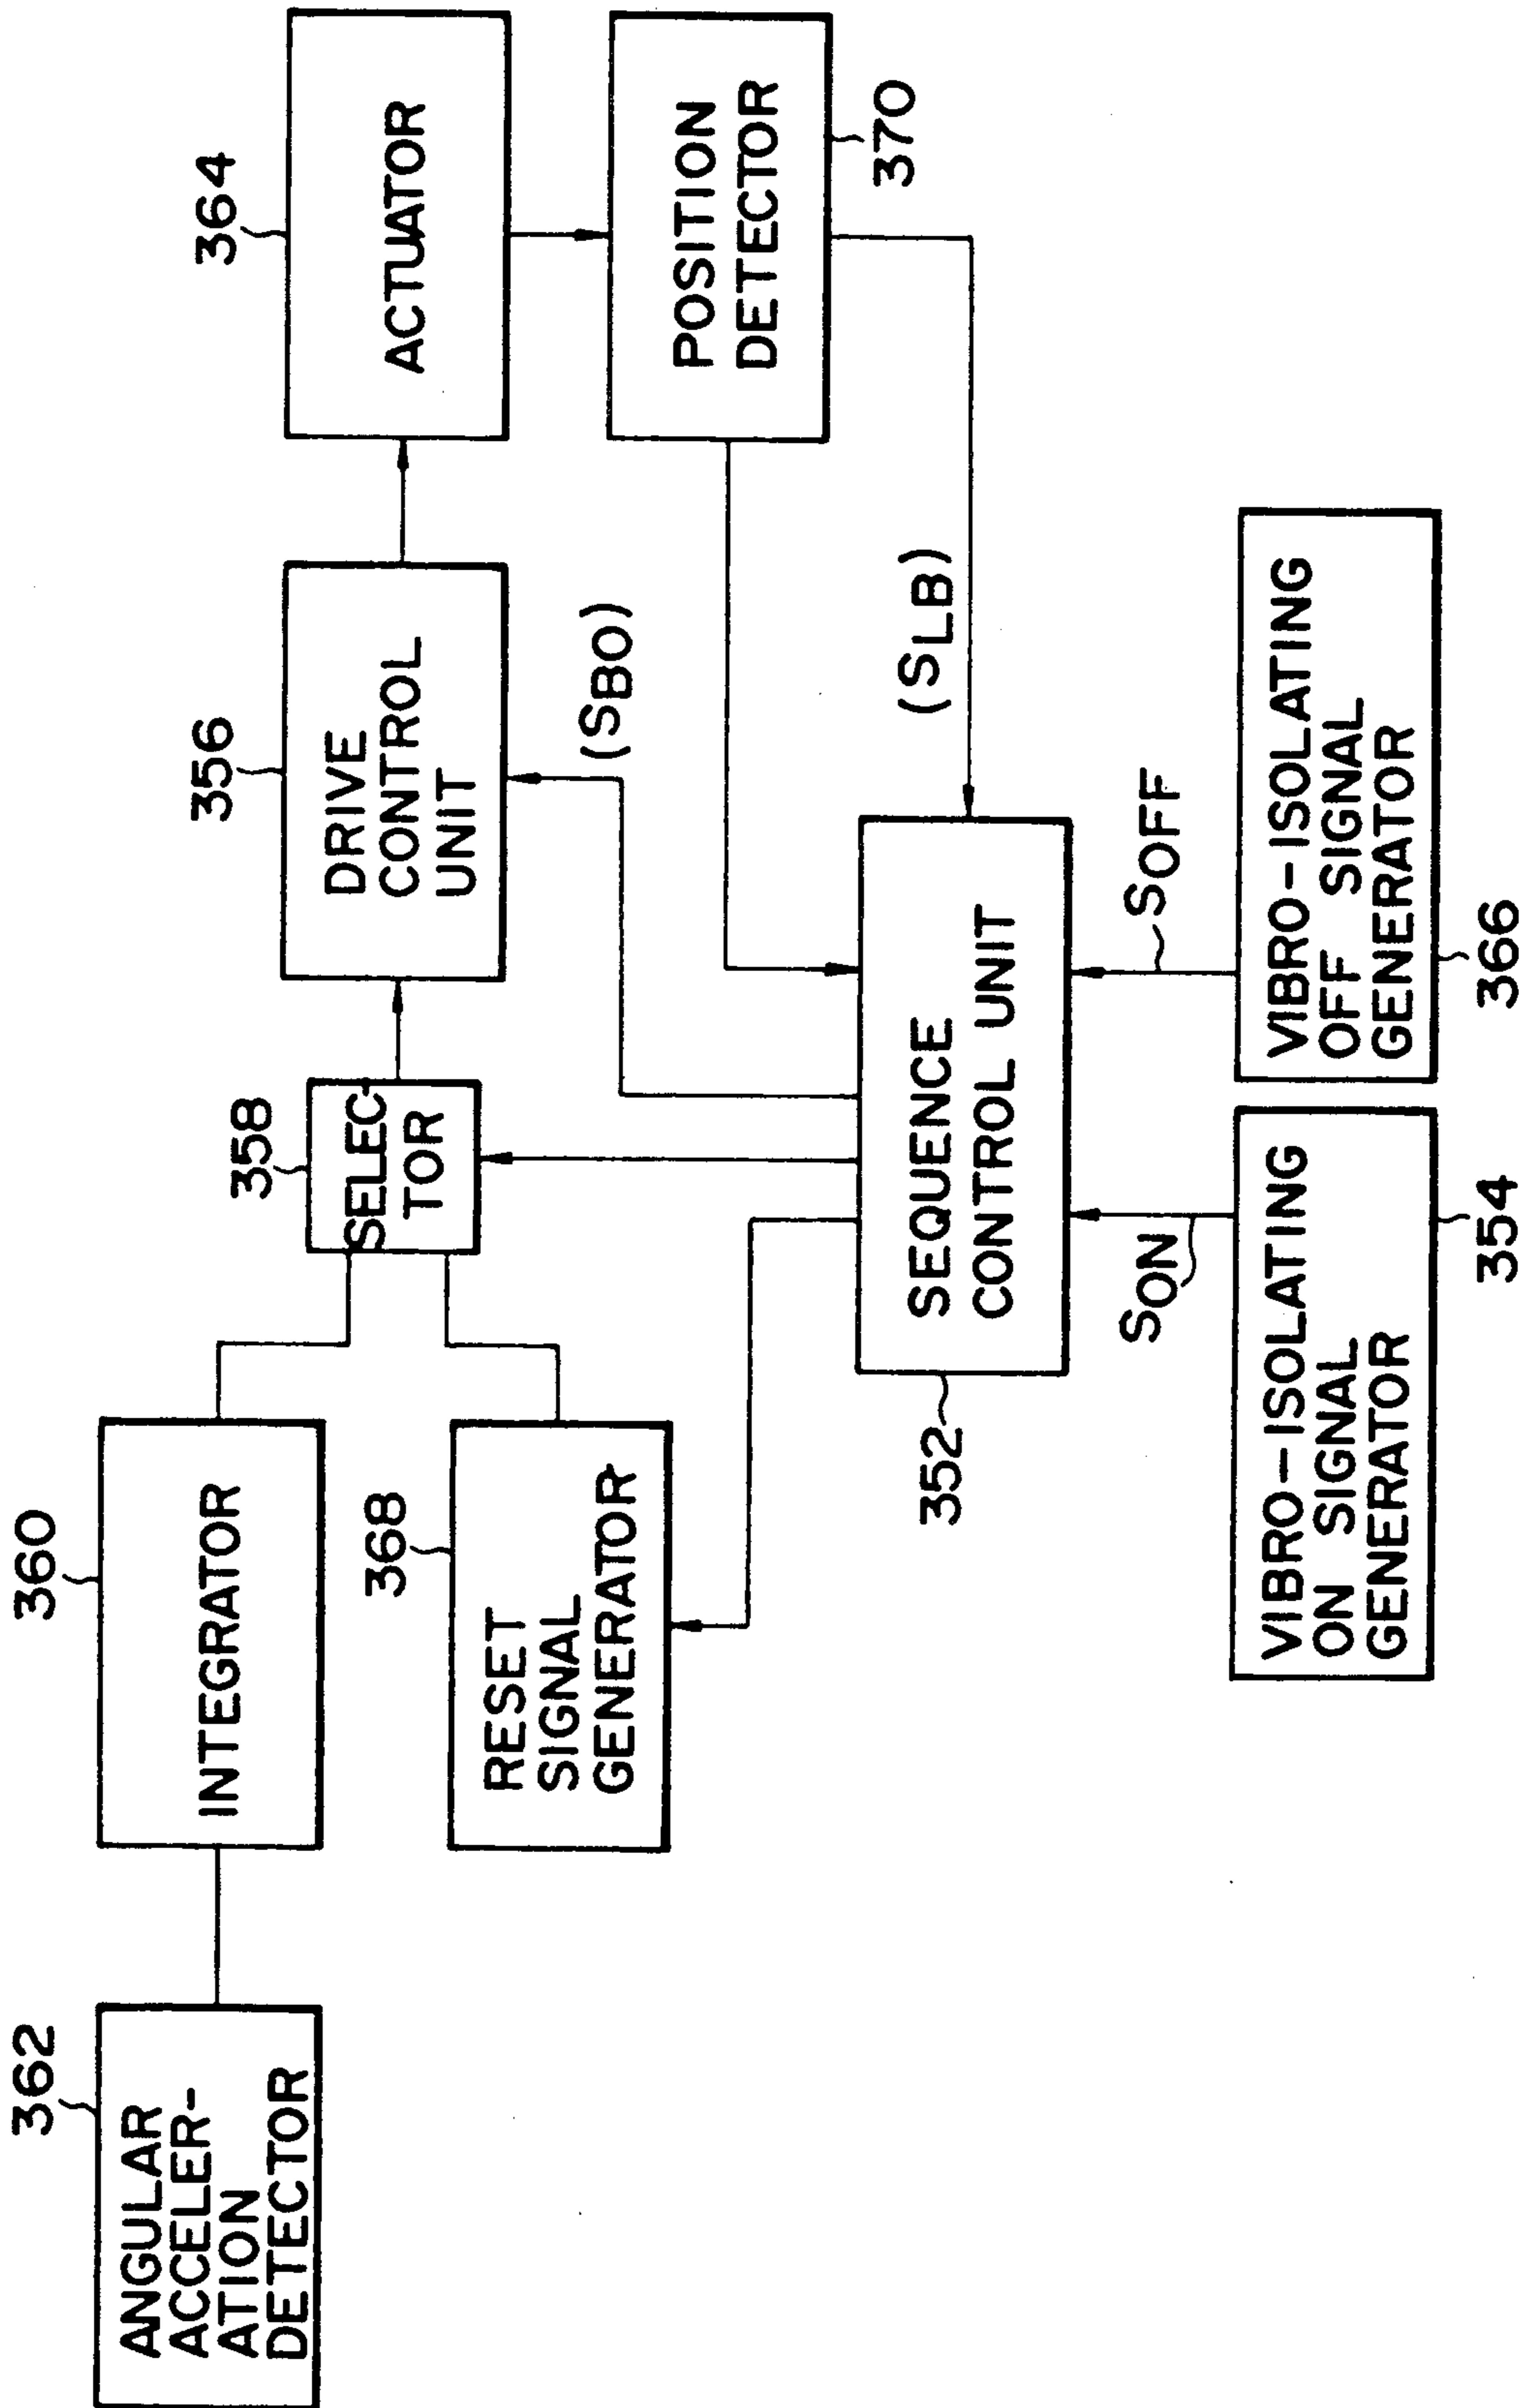 362
ANGULAR
ACCELER-
ATION
DETECTOR
360
INTEGRATOR
368
RESET
SIGNAL
GENERATOR
358
SELEC-
TOR
356
DRIVE
CONTROL
UNIT
364
ACTUATOR
POSITION
DETECTOR
370
(SBO)
(SLB)
SEQUENCE
CONTROL UNIT
352
SON
SOFF
VIBRO-ISOLATING
ON SIGNAL
GENERATOR
354
VIBRO-ISOLATING
OFF SIGNAL
GENERATOR
366